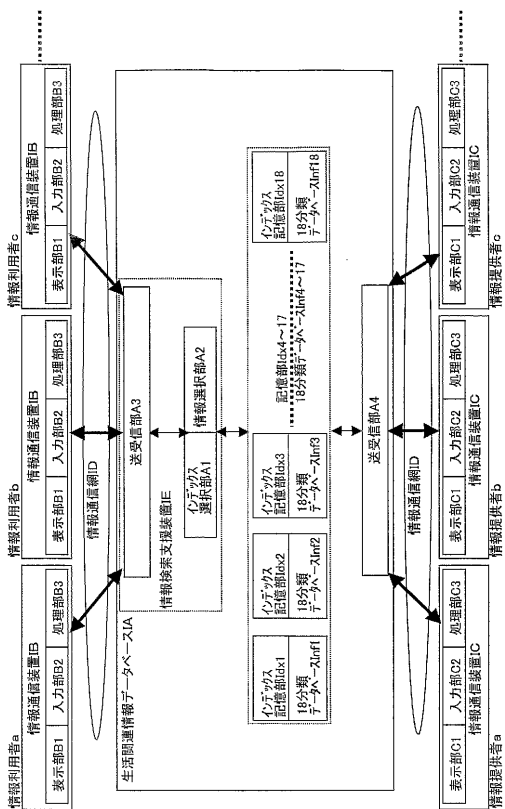 情報利用者a
情報通信装置IB
表示部B1 入力部B2 処理部B3
情報利用者b
情報通信装置IB
表示部B1 入力部B2 処理部B3
情報利用者c
情報通信装置IB
表示部B1 入力部B2 処理部B3
情報通信網ID
生活関連情報データベースIA
送受信部A3
インデックス
選択部A1
情報選択部A2
情報検索支援装置IE
インデックス
記憶部Idx1
18分類
データベースInf1
インデックス
記憶部Idx2
18分類
データベースInf2
インデックス
記憶部Idx3
18分類
データベースInf3
記憶部Idx4～17
18分類データベースInf4～17
インデックス
記憶部Idx18
18分類
データベースInf18
送受信部A4
情報通信網ID
表示部C1 入力部C2 処理部C3
情報通信装置IC
情報提供者a
表示部C1 入力部C2 処理部C3
情報通信装置IC
情報提供者b
表示部C1 入力部C2 処理部C3
情報通信装置IC
情報提供者c